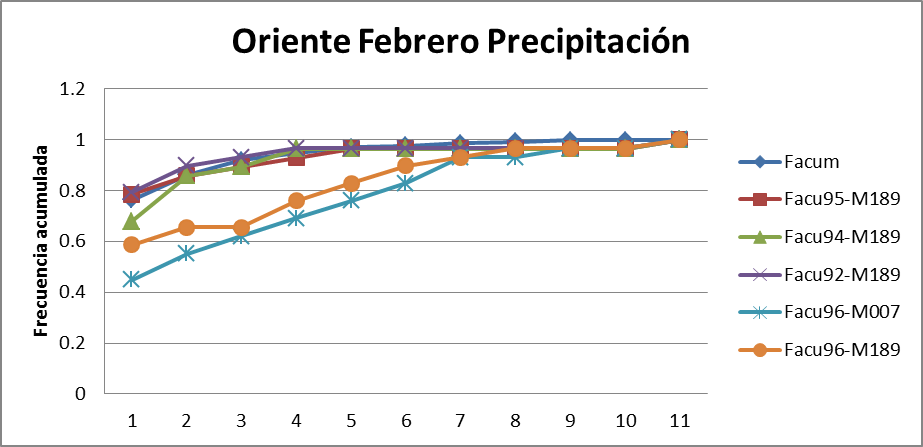 Oriente Febrero Precipitación
Frecuencia acumulada
1.2
1
0.8
0.6
0.4
0.2
0
1 2 3 4 5 6 7 8 9 10 11
Facum
Facu95-M189
Facu94-M189
Facu92-M189
Facu96-M007
Facu96-M189